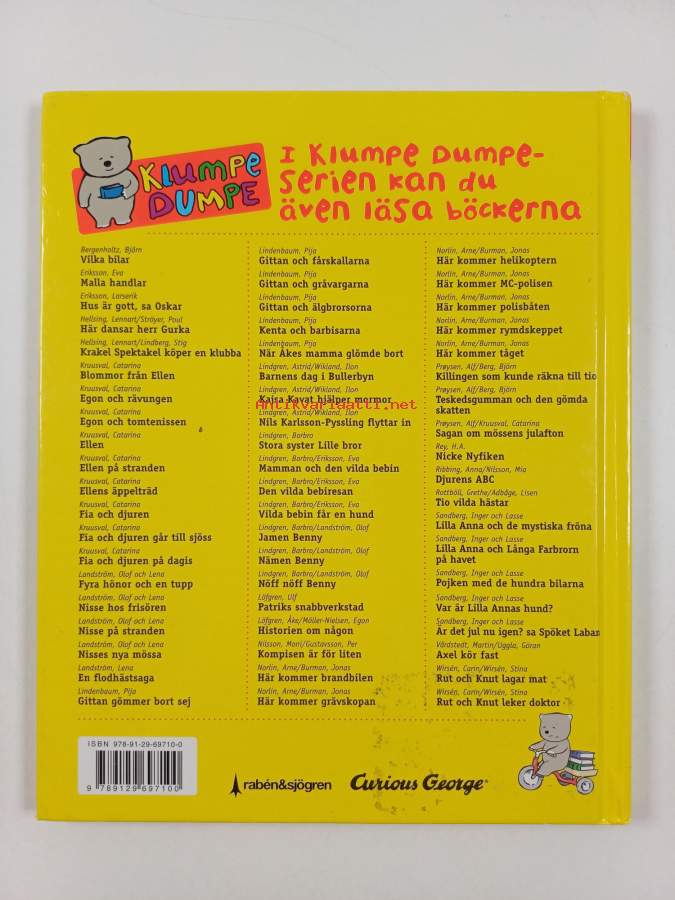 Klumpe
DUMPE
I Klumpe Dumpe-
serien kan du
även läsa böckerna
Bergenholtz, Björn
Vilka bilar
Eriksson, Eva
Malla handlar
Eriksson, Larserik
Hus är gott, sa Oskar
Hellsing, Lennart/Ströyer, Poul
Här dansar herr Gurka
Hellsing, Lennart/Lindberg, Stig
Krakel Spektakel köper en klubba
Kruusval, Catarina
Blommor från Ellen
Kruusval, Catarina
Egon och rävungen
Kruusval, Catarina
Egon och tomtenissen
Kruusval, Catarina
Ellen
Kruusval, Catarina
Ellen på stranden
Kruusval, Catarina
Ellens äppelträd
Kruusval, Catarina
Fia och djuren
Kruusval, Catarina
Fia och djuren går till sjöss
Kruusval, Catarina
Fia och djuren på dagis
Landström, Olof och Lena
Fyra hönor och en tupp
Landström, Olof och Lena
Nisse hos frisören
Landström, Olof och Lena
Nisse på stranden
Landström, Olof och Lena
Nisses nya mössa
Landström, Lena
En flodhästsaga
Lindenbaum, Pija
Gittan gömmer bort sej
Lindenbaum, Pija
Gittan och fårskallarna
Lindenbaum, Pija
Gittan och gråvargarna
Lindenbaum, Pija
Gittan och älgbrorsorna
Lindenbaum, Pija
Kenta och barbisarna
Lindenbaum, Pija
När Åkes mamma glömde bort
Lindgren, Astrid/Wikland, Ilon
Barnens dag i Bullerbyn
Lindgren, Astrid/Wikland, Ilon
Kajsa Kavat hjälper mormor
Lindgren, Astrid/Wikland, Ilon
Nils Karlsson-Pyssling flyttar in
Lindgren, Barbro
Stora syster Lille bror
Lindgren, Barbro/Eriksson, Eva
Mamman och den vilda bebin
Lindgren, Barbro/Eriksson, Eva
Den vilda bebiresan
Lindgren, Barbro/Eriksson, Eva
Vilda bebin får en hund
Lindgren, Barbro/Landström, Olof
Jamen Benny
Lindgren, Barbro/Landström, Olof
Nämen Benny
Lindgren, Barbro/Landström, Olof
Nöff nöff Benny
Löfgren, Ulf
Patriks snabbverkstad
Löfgren, Åke/Möller-Nielsen, Egon
Historien om någon
Nilsson, Moni/Gustavsson, Per
Kompisen är för liten
Norlin, Arne/Burman, Jonas
Här kommer brandbilen
Norlin, Arne/Burman, Jonas
Här kommer grävskopan
Norlin, Arne/Burman, Jonas
Här kommer helikoptern
Norlin, Arne/Burman, Jonas
Här kommer MC-polisen
Norlin, Arne/Burman, Jonas
Här kommer polisbåten
Norlin, Arne/Burman, Jonas
Här kommer rymdskeppet
Norlin, Arne/Burman, Jonas
Här kommer tåget
Prøysen, Alf/Berg, Björn
Killingen som kunde räkna till tio
Prøysen, Alf/Berg, Björn
Teskedsgumman och den gömda
skatten
Prøysen, Alf/Kruusval, Catarina
Sagan om mössens julafton
Rey, H.A.
Nicke Nyfiken
Ribbing, Anna/Nilsson, Mia
Djurens ABC
Rottböll, Grethe/Adbåge, Lisen
Tio vilda hästar
Sandberg, Inger och Lasse
Lilla Anna och de mystiska fröna
Sandberg, Inger och Lasse
Lilla Anna och Långa Farbrorn
på havet
Sandberg, Inger och Lasse
Pojken med de hundra bilarna
Sandberg, Inger och Lasse
Var är Lilla Annas hund?
Sandberg, Inger och Lasse
Är det jul nu igen? sa Spöket Laban
Vårdstedt, Martin/Uggla, Göran
Axel kör fast
Wirsén, Carin/Wirsén, Stina
Rut och Knut lagar mat
Wirsén, Carin/Wirsén, Stina
Rut och Knut leker doktor
Antikvariaatti.net
ISBN 978-91-29-69710-0
9 789129 697100
rabén&sjögren
Curious George®